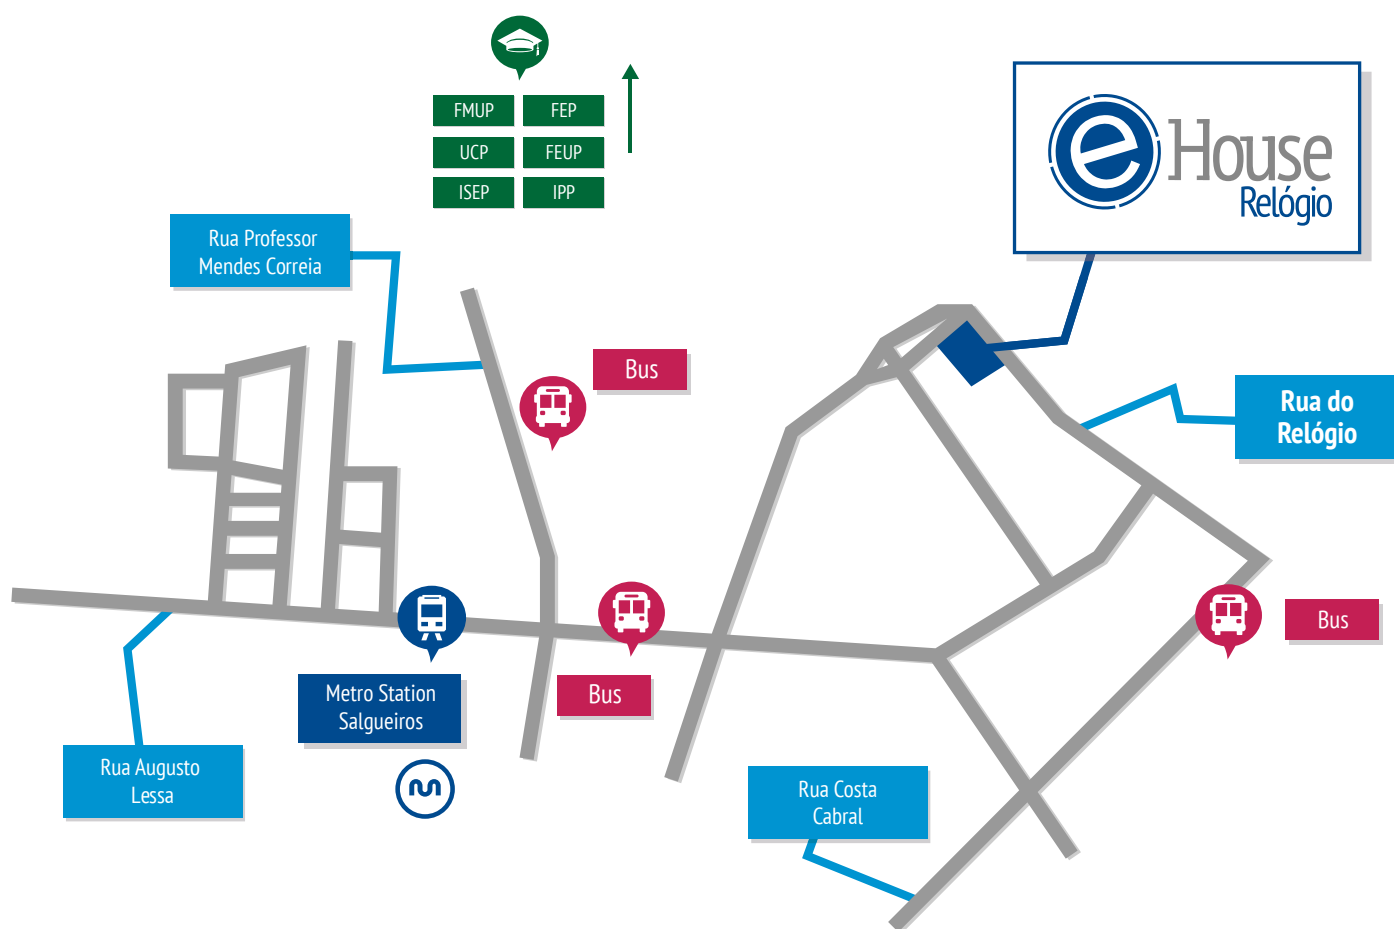 FMUP
FEP
UCP
FEUP
ISEP
IPP
e House
Relógio
Rua Professor
Mendes Correia
Bus
Rua do
Relógio
Bus
Metro Station
Salgueiros
Bus
Rua Augusto
Lessa
Rua Costa
Cabral